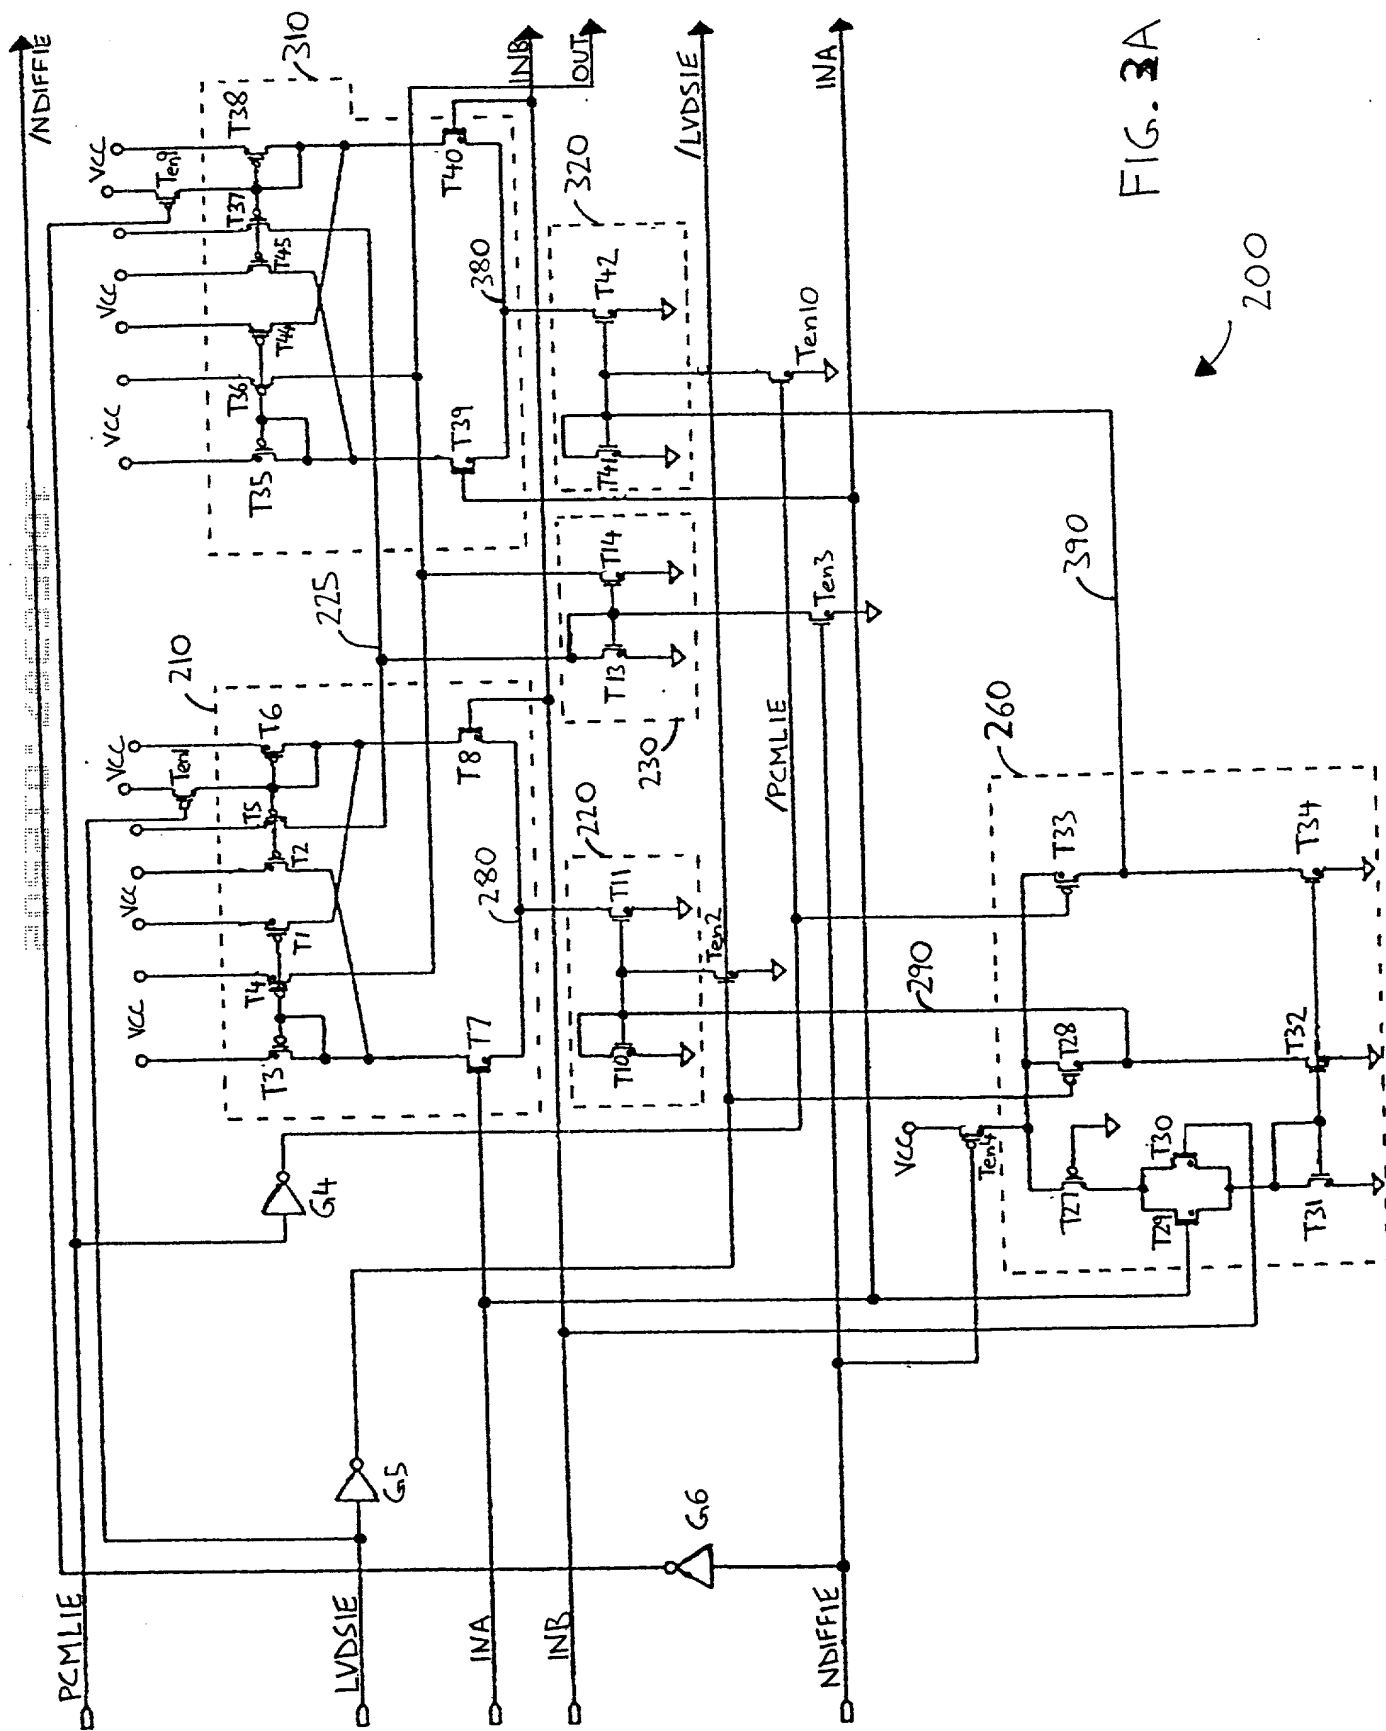 /NDIFFIE
310
VCC
Ten9
T38
T37
T45
VCC
T44
T36
VCC
T35
T40
INB
OUT
380
T39
320
T42
T41
/LVDSIE
Ten10
INA
FIG. 3A
200
225
T14
T13
230
Ten3
390
210
VCC
Ten1
T6
T5
T2
VCC
T1
T4
VCC
T3
T8
280
T7
220
T11
T10
Ten2
/PCMLIE
260
T33
T34
290
T28
T32
VCC
Ten4
T27
T30
T29
T31
G4
G5
G6
PCMLIE
LVDSIE
INA
INB
NDIFFIE